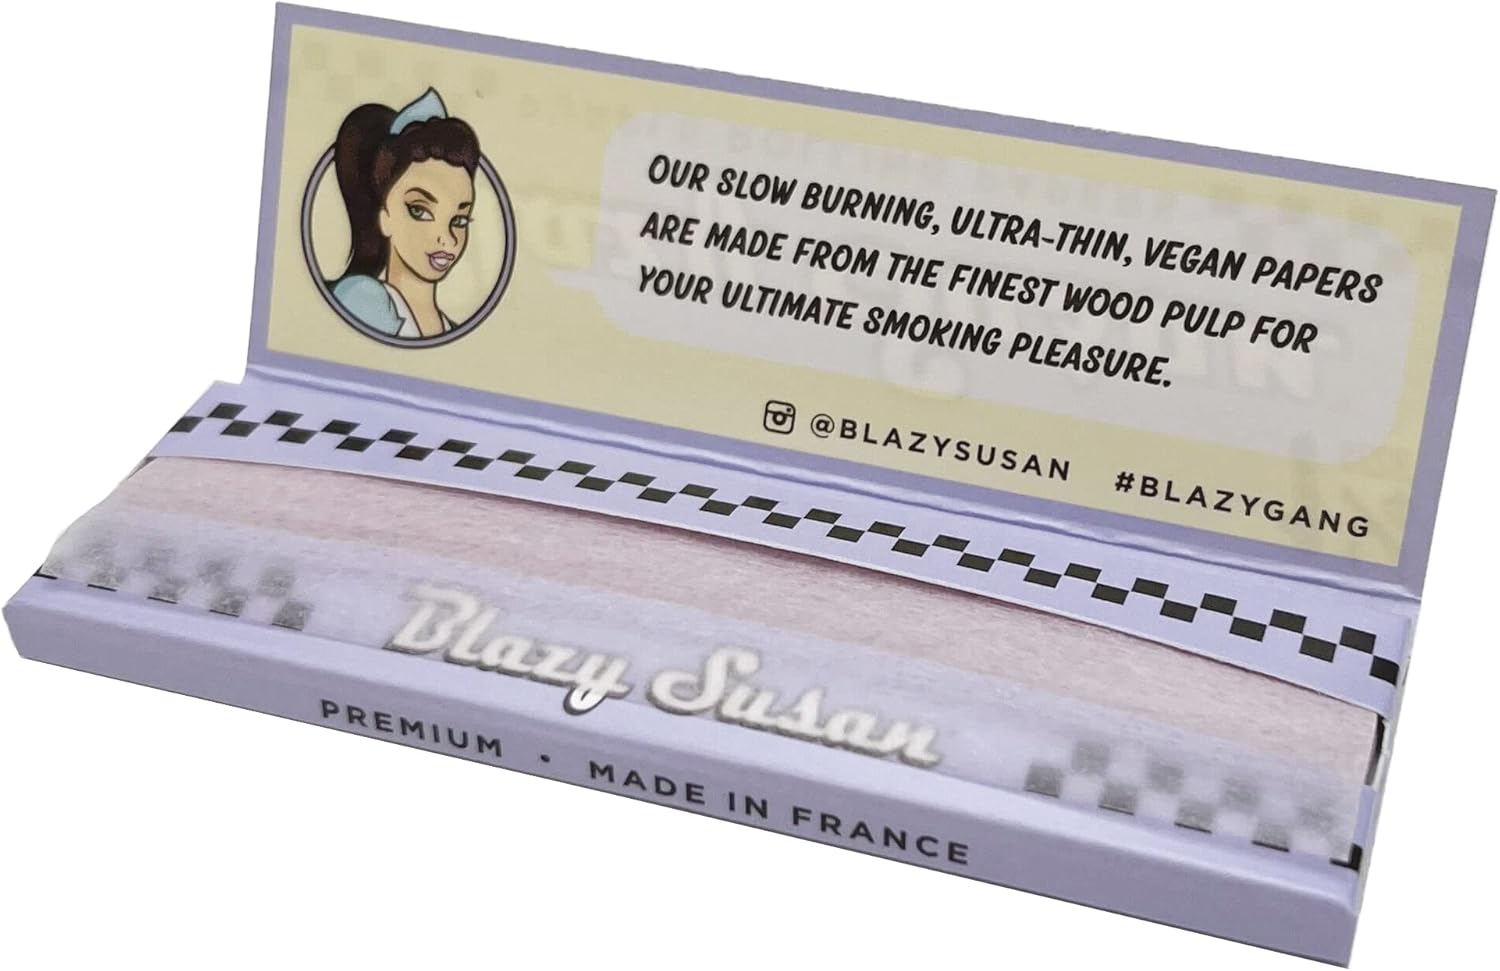 OUR SLOW BURNING, ULTRA-THIN, VEGAN PAPERS
ARE MADE FROM THE FINEST WOOD PULP FOR
YOUR ULTIMATE SMOKING PLEASURE.
@BLAZYSUSAN #BLAZYGANG
Blazy Susan
PREMIUM • MADE IN FRANCE